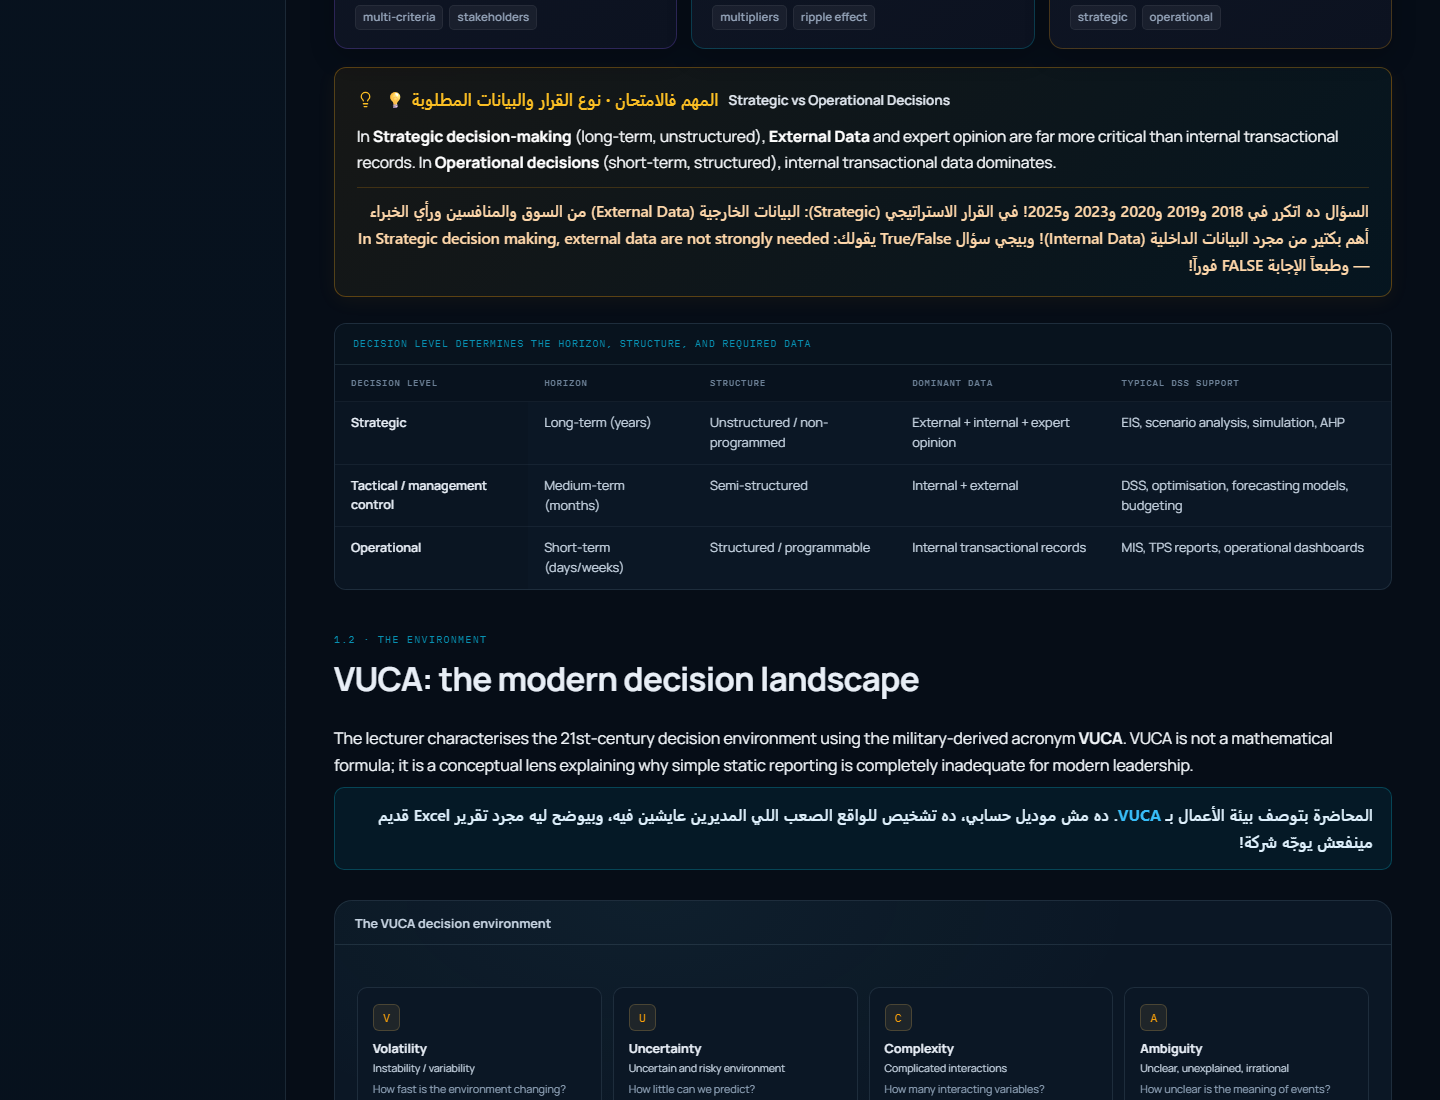 multi-criteria stakeholders multipliers ripple effect strategic operational
المهم فالامتحان · نوع القرار والبيانات المطلوبة Strategic vs Operational Decisions
In Strategic decision-making (long-term, unstructured), External Data and expert opinion are far more critical than internal transactional
records. In Operational decisions (short-term, structured), internal transactional data dominates.
السؤال ده اتكرر في 2018 و2019 و2020 و2023 و2025! في القرار الاستراتيجي (Strategic): البيانات الخارجية (External Data) من السوق والمنافسين ورأي الخبراء
أهم بكتير من مجرد البيانات الداخلية (Internal Data)! وبيجي سؤال True/False يقولك: In Strategic decision making, external data are not strongly needed
— وطبعاً الإجابة FALSE فوراً!
DECISION LEVEL DETERMINES THE HORIZON, STRUCTURE, AND REQUIRED DATA
DECISION LEVEL HORIZON STRUCTURE DOMINANT DATA TYPICAL DSS SUPPORT
Strategic Long-term (years) Unstructured / non-programmed External + internal + expert opinion EIS, scenario analysis, simulation, AHP
Tactical / management control Medium-term (months) Semi-structured Internal + external DSS, optimisation, forecasting models, budgeting
Operational Short-term (days/weeks) Structured / programmable Internal transactional records MIS, TPS reports, operational dashboards
1.2 · THE ENVIRONMENT
VUCA: the modern decision landscape
The lecturer characterises the 21st-century decision environment using the military-derived acronym VUCA. VUCA is not a mathematical
formula; it is a conceptual lens explaining why simple static reporting is completely inadequate for modern leadership.
المحاضرة بتوصف بيئة الأعمال بـ VUCA. ده مش موديل حسابي، ده تشخيص للواقع الصعب اللي المديرين عايشين فيه، وبيوضح ليه مجرد تقرير Excel قديم
مينفعش يوجّه شركة!
The VUCA decision environment
V U C A
Volatility Uncertainty Complexity Ambiguity
Instability / variability Uncertain and risky environment Complicated interactions Unclear, unexplained, irrational
How fast is the environment changing? How little can we predict? How many interacting variables? How unclear is the meaning of events?